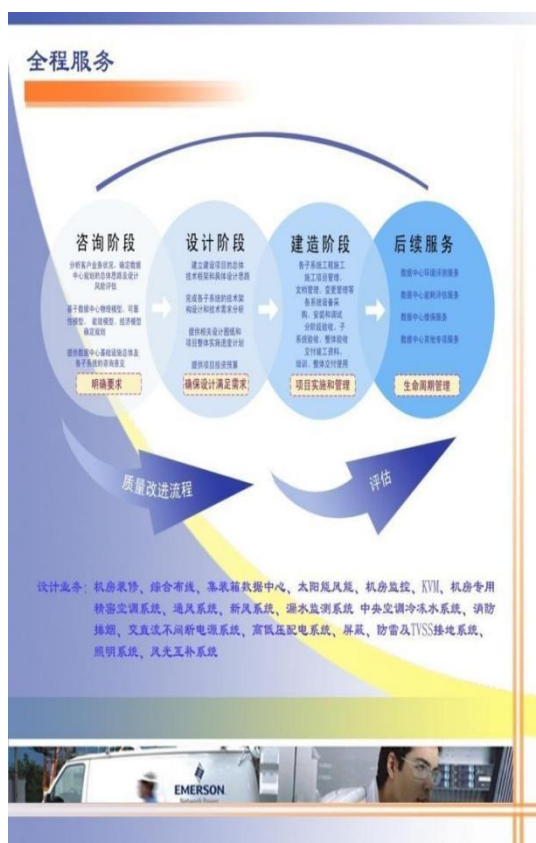 全程服务
咨询阶段
分析客户业务状况，确定数据
中心规划的总体思路及设计
风险评估
基于数据中心物理模型、可靠
性模型、能效模型、经济模型
确定规划
提供数据中心基础设施总体及
各子系统的咨询意见
明确要求
设计阶段
建立建设项目的总体
技术框架和具体设计思路
完成各子系统的技术架
构设计和技术需求分析
提供相关设计图纸和
项目整体实施进度计划
提供项目投资预算
确保设计满足需求
建造阶段
各子系统工程施工
施工项目管理，
文档管理、变更管理等
各系统设备采
购、安装和调试
分阶段验收、子
系统验收、整体验收
交付竣工资料，
培训、整体交付使用
项目实施和管理
后续服务
数据中心环境评测服务
数据中心能耗评估服务
数据中心维保服务
数据中心其他专项服务
生命周期管理
质量改进流程
评估
设计业务：机房装修、综合布线、集装箱数据中心、太阳能风能、机房监控、KVM、机房专用
精密空调系统、通风系统、新风系统、漏水监测系统 中央空调冷冻水系统、消防
排烟、交直流不间断电源系统、高低压配电系统、屏蔽、防雷及TVSS接地系统、
照明系统、风光互补系统
EMERSON
Network Power